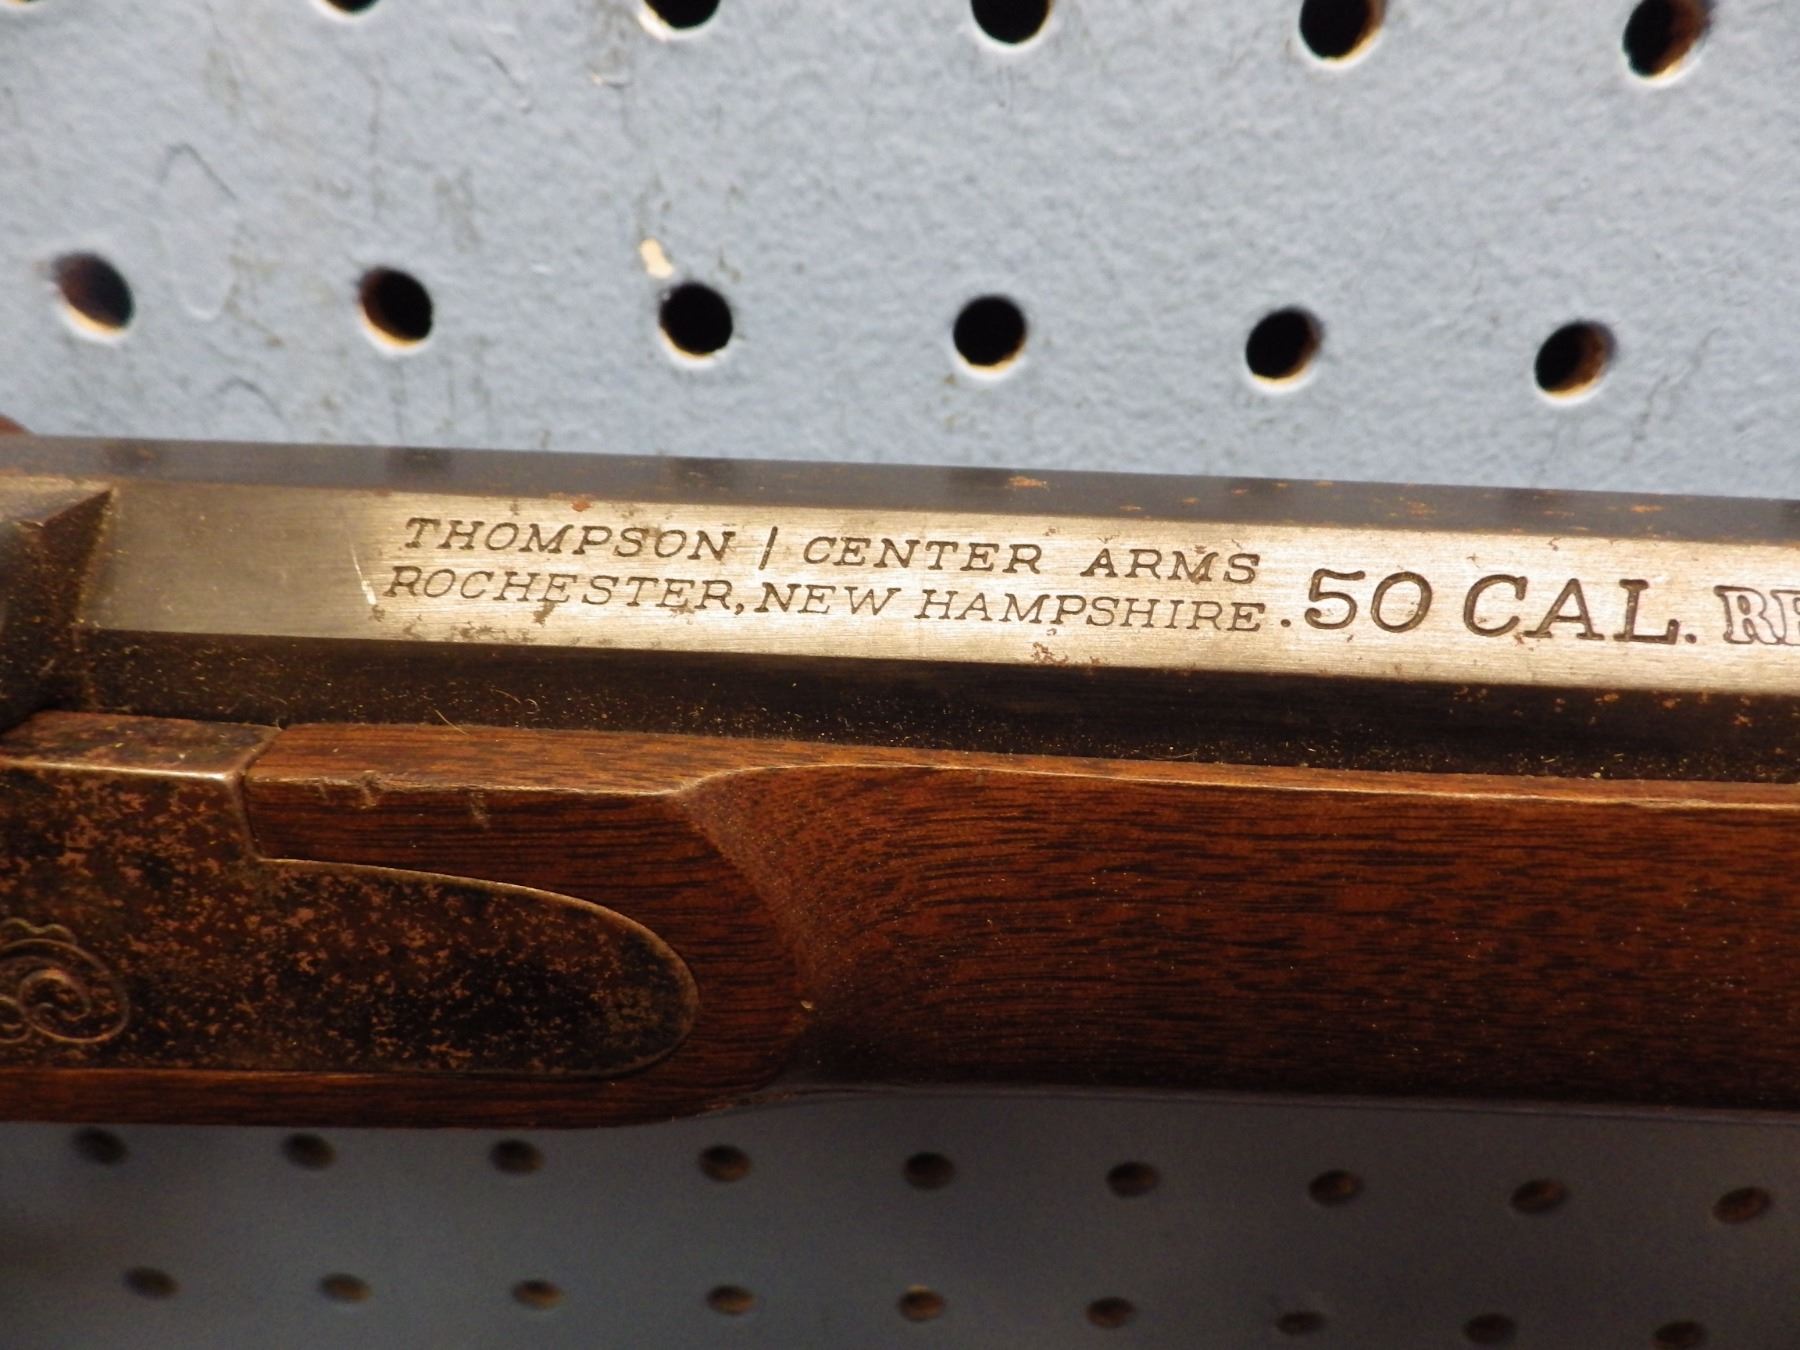 THOMPSON / CENTER ARMS
ROCHESTER, NEW HAMPSHIRE
.50 CAL.